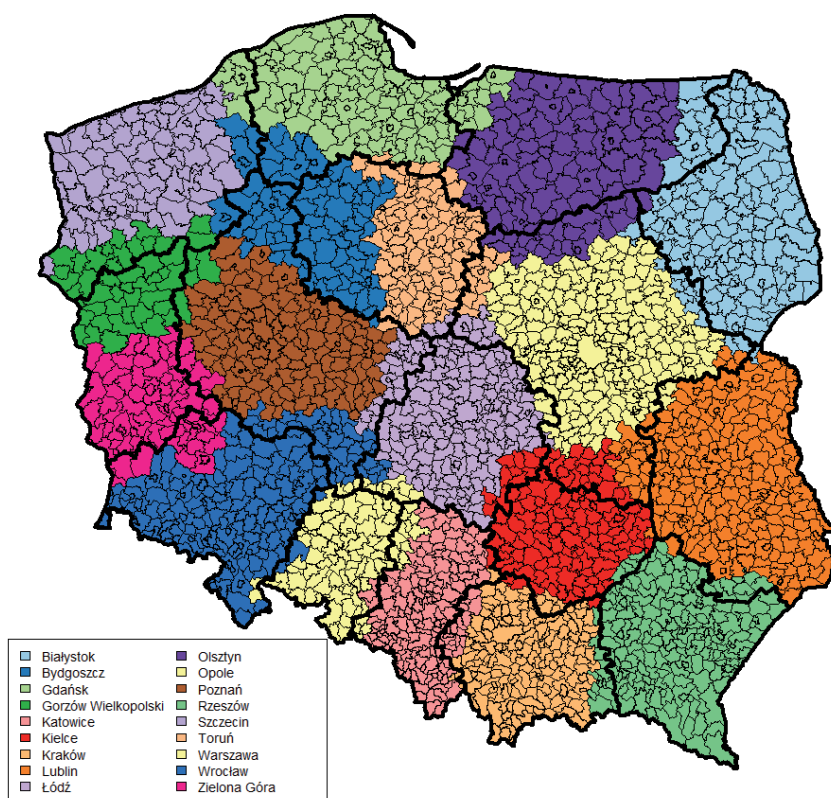 Białystok
Bydgoszcz
Gdańsk
Gorzów Wielkopolski
Katowice
Kielce
Kraków
Lublin
Łódź
Olsztyn
Opole
Poznań
Rzeszów
Szczecin
Toruń
Warszawa
Wrocław
Zielona Góra